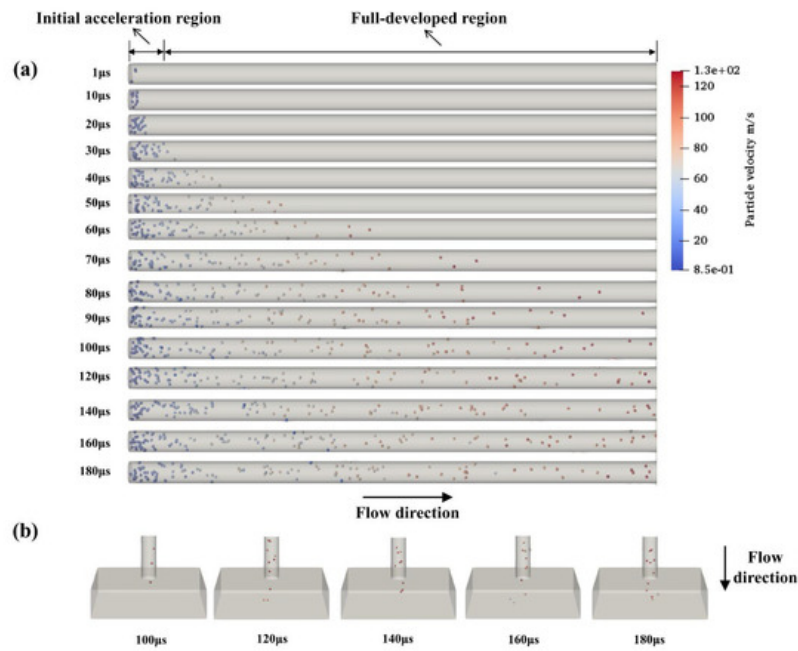 Initial acceleration region
Full-developed region
(a)
1μs
10μs
20μs
30μs
40μs
50μs
60μs
70μs
80μs
90μs
100μs
120μs
140μs
160μs
180μs
1.3e+02
120
100
80
60
40
20
8.5e-01
Particle velocity m/s
Flow direction
(b)
Flow
direction
100μs
120μs
140μs
160μs
180μs